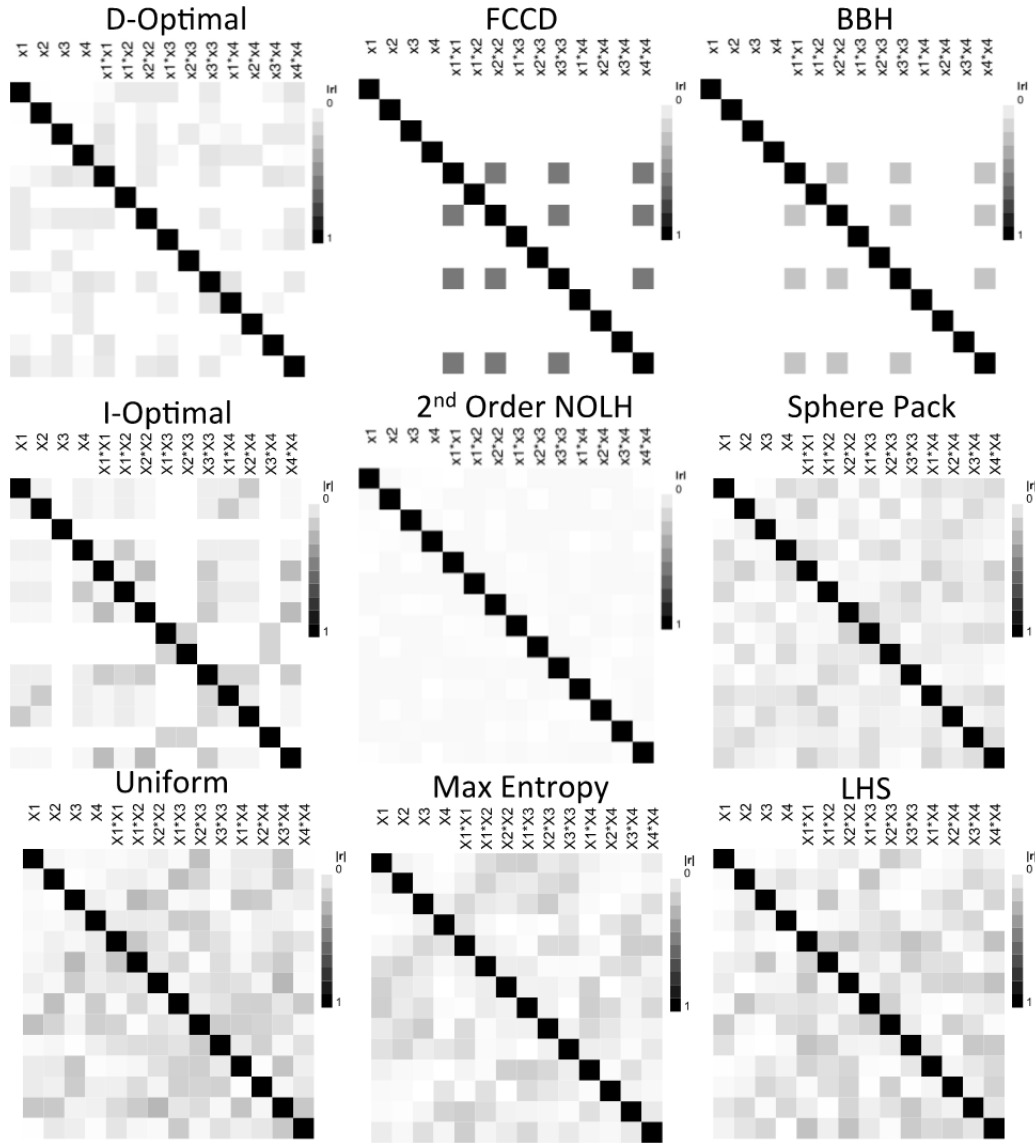 D-Optimal
x1 x2 x3 x4 x1*x1 x1*x2 x2*x2 x1*x3 x2*x3 x3*x3 x1*x4 x2*x4 x3*x4 x4*x4
|r|
0
1
FCCD
x1 x2 x3 x4 x1*x1 x1*x2 x2*x2 x1*x3 x2*x3 x3*x3 x1*x4 x2*x4 x3*x4 x4*x4
|r|
0
1
BBH
x1 x2 x3 x4 x1*x1 x1*x2 x2*x2 x1*x3 x2*x3 x3*x3 x1*x4 x2*x4 x3*x4 x4*x4
|r|
0
1
I-Optimal
X1 X2 X3 X4 X1*X1 X1*X2 X2*X2 X1*X3 X2*X3 X3*X3 X1*X4 X2*X4 X3*X4 X4*X4
|r|
0
1
2nd Order NOLH
x1 x2 x3 x4 x1*x1 x1*x2 x2*x2 x1*x3 x2*x3 x3*x3 x1*x4 x2*x4 x3*x4 x4*x4
|r|
0
1
Sphere Pack
X1 X2 X3 X4 X1*X1 X1*X2 X2*X2 X1*X3 X2*X3 X3*X3 X1*X4 X2*X4 X3*X4 X4*X4
|r|
0
1
Uniform
X1 X2 X3 X4 X1*X1 X1*X2 X2*X2 X1*X3 X2*X3 X3*X3 X1*X4 X2*X4 X3*X4 X4*X4
|r|
0
1
Max Entropy
X1 X2 X3 X4 X1*X1 X1*X2 X2*X2 X1*X3 X2*X3 X3*X3 X1*X4 X2*X4 X3*X4 X4*X4
|r|
0
1
LHS
X1 X2 X3 X4 X1*X1 X1*X2 X2*X2 X1*X3 X2*X3 X3*X3 X1*X4 X2*X4 X3*X4 X4*X4
|r|
0
1